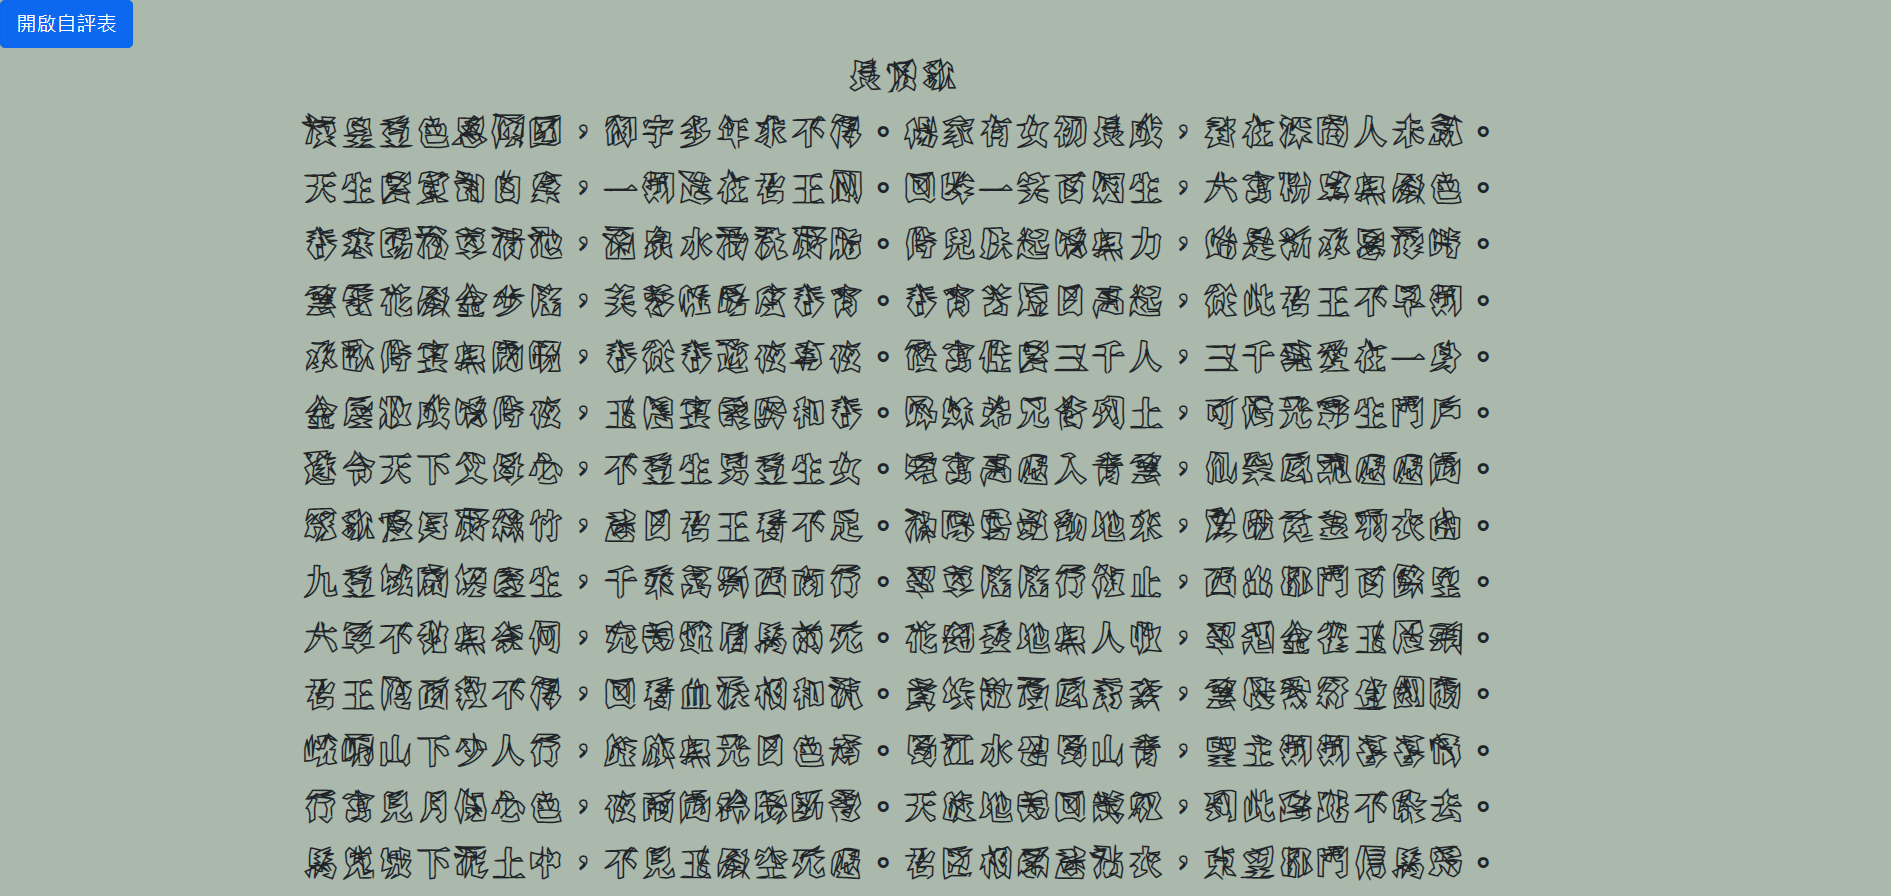 開啟自評表
長恨歌
漢皇重色思傾國，御宇多年求不得。楊家有女初長成，養在深閨人未識。
天生麗質難自棄，一朝選在君王側。回眸一笑百媚生，六宮粉黛無顏色。
春寒賜浴華清池，溫泉水滑洗凝脂。侍兒扶起嬌無力，始是新承恩澤時。
雲鬢花顏金步搖，芙蓉帳暖度春宵。春宵苦短日高起，從此君王不早朝。
承歡侍宴無閒暇，春從春遊夜專夜。後宮佳麗三千人，三千寵愛在一身。
金屋妝成嬌侍夜，玉樓宴罷醉和春。姊妹弟兄皆列土，可憐光彩生門戶。
遂令天下父母心，不重生男重生女。驪宮高處入青雲，仙樂風飄處處聞。
緩歌慢舞凝絲竹，盡日君王看不足。漁陽鼙鼓動地來，驚破霓裳羽衣曲。
九重城闕煙塵生，千乘萬騎西南行。翠華搖搖行復止，西出都門百餘里。
六軍不發無奈何，宛轉蛾眉馬前死。花鈿委地無人收，翠翹金雀玉搔頭。
君王掩面救不得，回看血淚相和流。黃埃散漫風蕭索，雲棧縈紆登劍閣。
峨嵋山下少人行，旌旗無光日色薄。蜀江水碧蜀山青，聖主朝朝暮暮情。
行宮見月傷心色，夜雨聞鈴腸斷聲。天旋地轉回龍馭，到此躊躇不能去。
馬嵬坡下泥土中，不見玉顏空死處。君臣相顧盡沾衣，東望都門信馬歸。